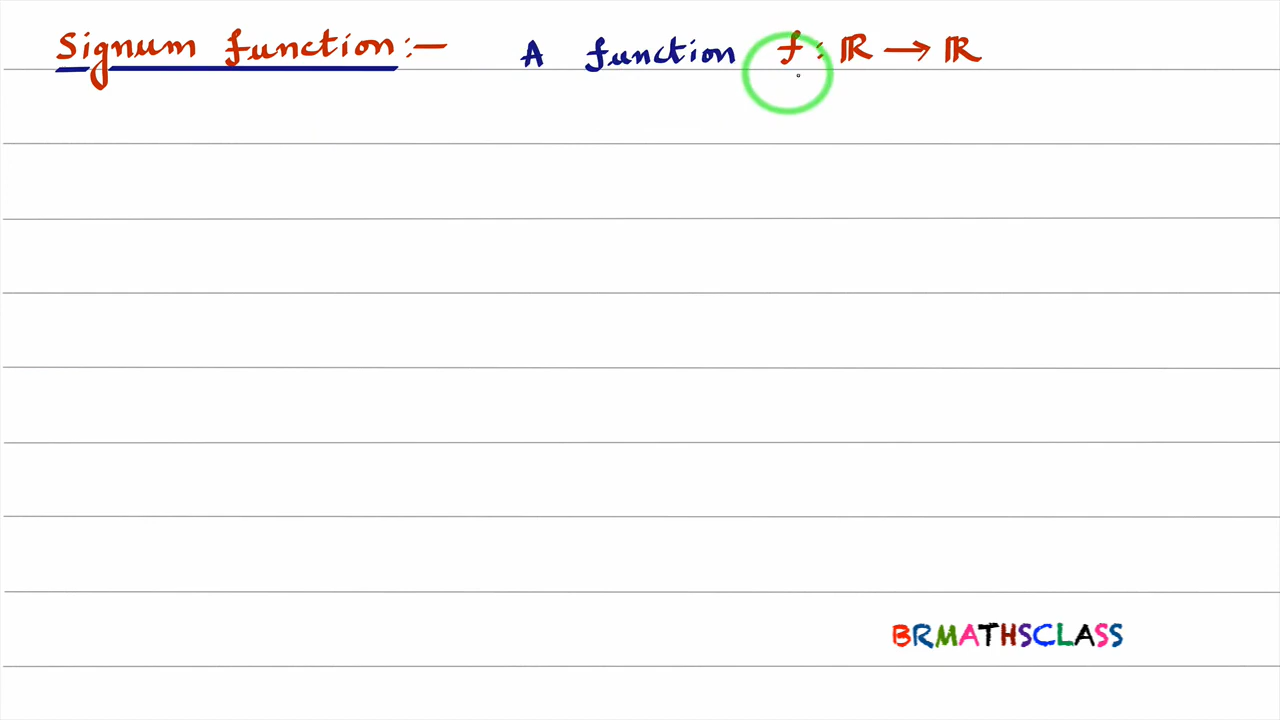 Signum function :— A function f : ℝ → ℝ
BRMATHSCLASS